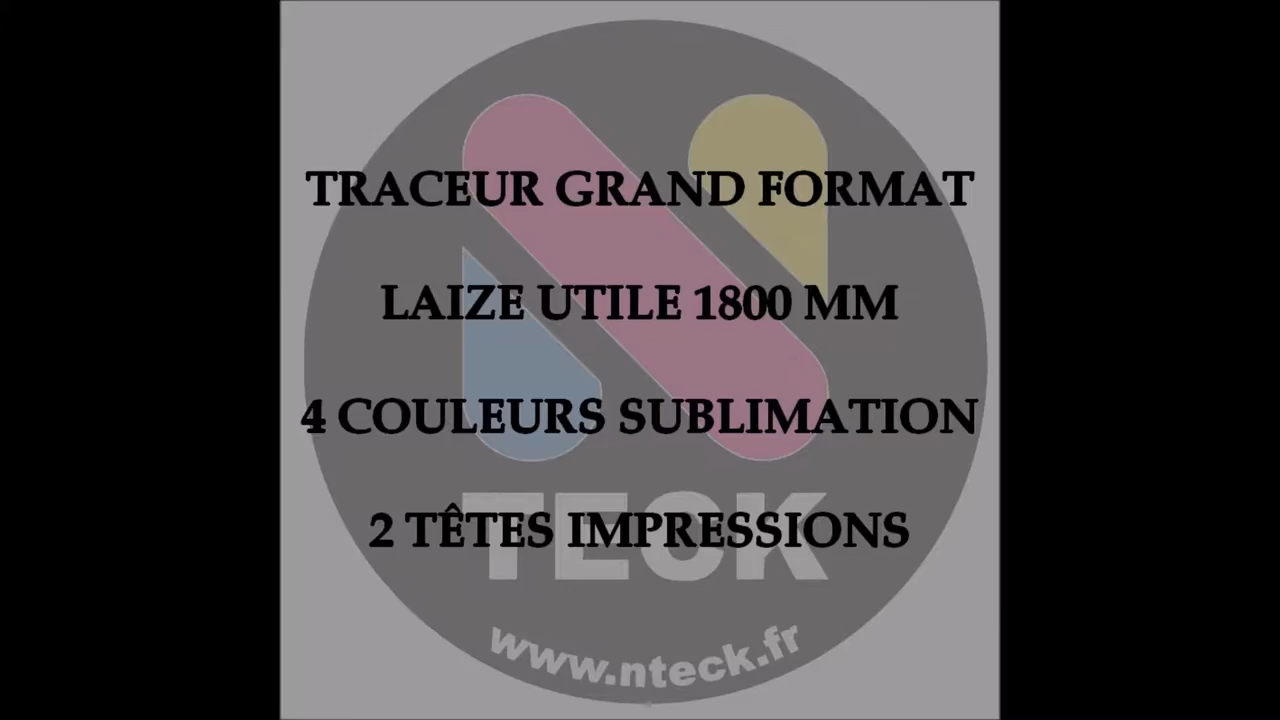 TRACEUR GRAND FORMAT
LAIZE UTILE 1800 MM
4 COULEURS SUBLIMATION
2 TÊTES IMPRESSIONS
TECK
www.nteck.fr